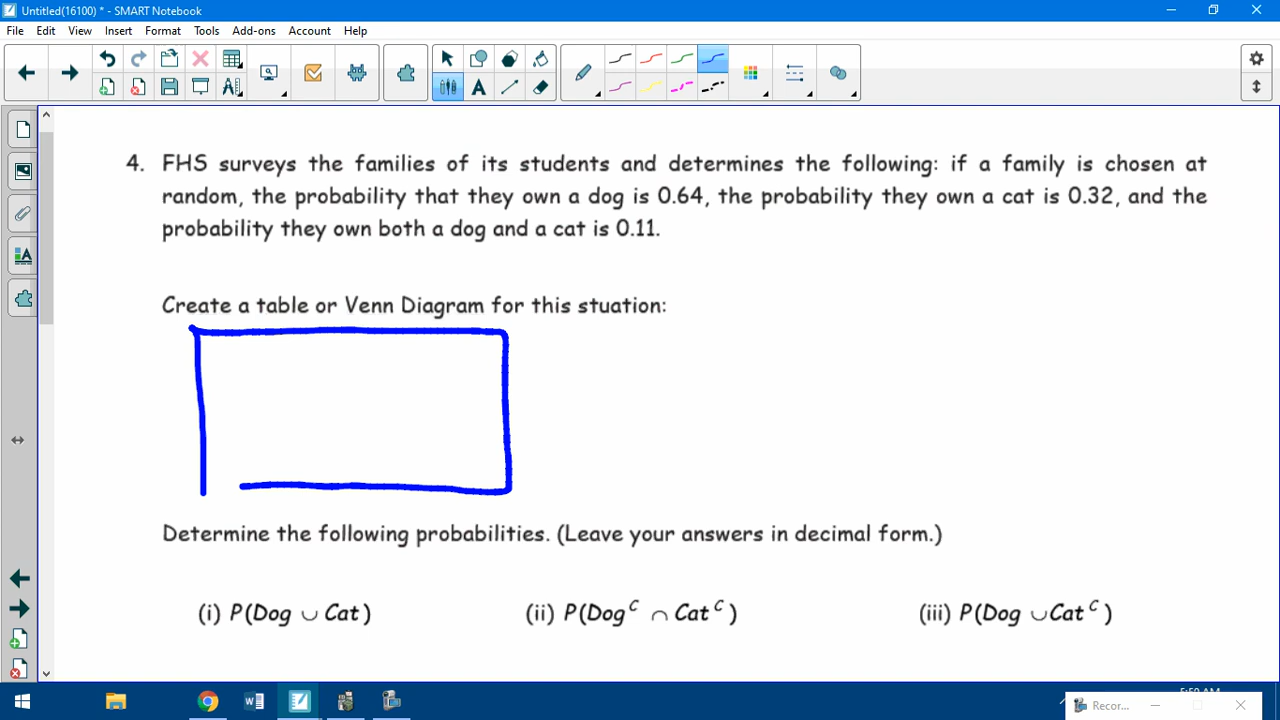 Untitled(16100) * - SMART Notebook
File Edit View Insert Format Tools Add-ons Account Help
4. FHS surveys the families of its students and determines the following: if a family is chosen at
random, the probability that they own a dog is 0.64, the probability they own a cat is 0.32, and the
probability they own both a dog and a cat is 0.11.
Create a table or Venn Diagram for this stuation:
Determine the following probabilities. (Leave your answers in decimal form.)
(i) P(Dog ∪ Cat) (ii) P(Dog^C ∩ Cat^C) (iii) P(Dog ∪Cat^C)
Recor...